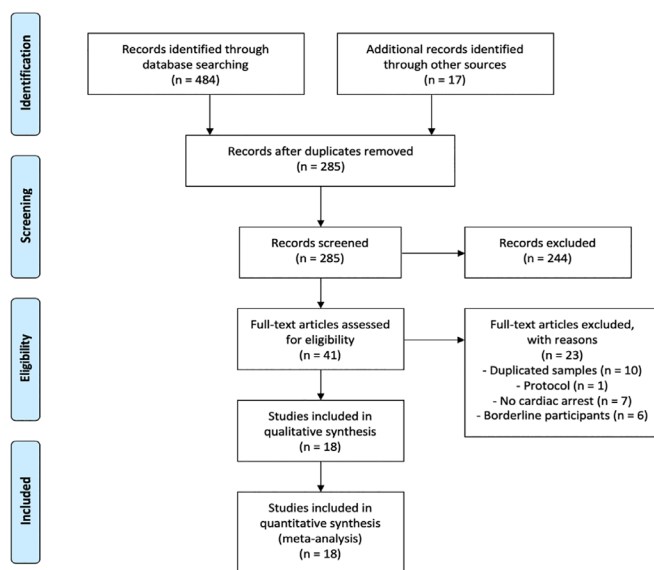 Identification
Records identified through
database searching
(n = 484)
Additional records identified
through other sources
(n = 17)
Records after duplicates removed
(n = 285)
Screening
Records screened
(n = 285)
Records excluded
(n = 244)
Eligibility
Full-text articles assessed
for eligibility
(n = 41)
Full-text articles excluded,
with reasons
(n = 23)
- Duplicated samples (n = 10)
- Protocol (n = 1)
- No cardiac arrest (n = 7)
- Borderline participants (n = 6)
Studies included in
qualitative synthesis
(n = 18)
Included
Studies included in
quantitative synthesis
(meta-analysis)
(n = 18)